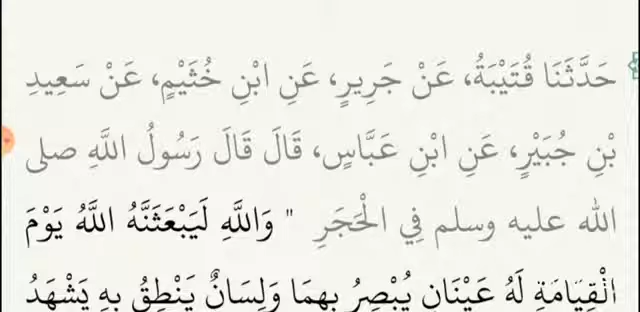 حَدَّثَنَا قُتَيْبَةُ، عَنْ جَرِيرٍ، عَنِ ابْنِ خُثَيْمٍ، عَنْ سَعِيدِ
بْنِ جُبَيْرٍ، عَنِ ابْنِ عَبَّاسٍ، قَالَ قَالَ رَسُولُ اللَّهِ صلى
الله عليه وسلم فِي الْحَجَرِ ‏"‏ وَاللَّهِ لَيَبْعَثَنَّهُ اللَّهُ يَوْمَ
الْقِيَامَةِ لَهُ عَيْنَانِ يُبْصِرُ بِهِمَا وَلِسَانٌ يَنْطِقُ بِهِ يَشْهَدُ